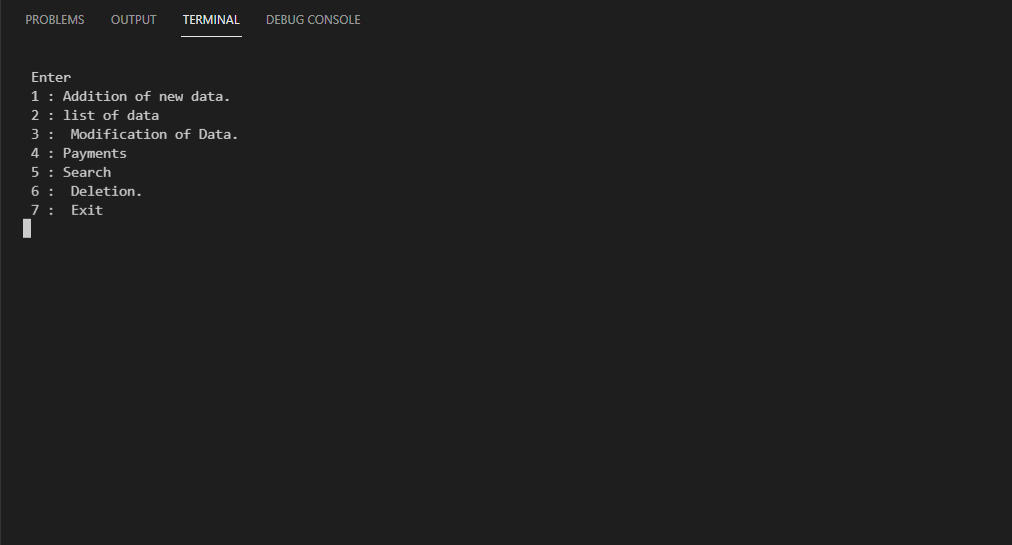 PROBLEMS OUTPUT TERMINAL DEBUG CONSOLE
Enter
1 : Addition of new data.
2 : list of data
3 :  Modification of Data.
4 : Payments
5 : Search
6 :  Deletion.
7 :  Exit